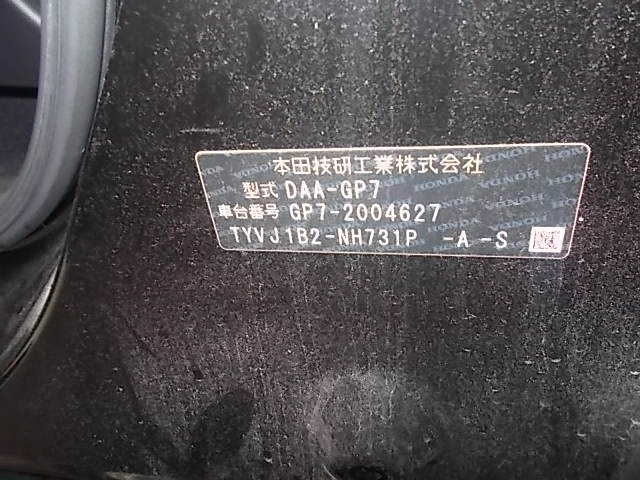 本田技研工業株式会社
型式 DAA-GP7
車台番号 GP7-2004627
TYVJ1B2-NH731P -A -S